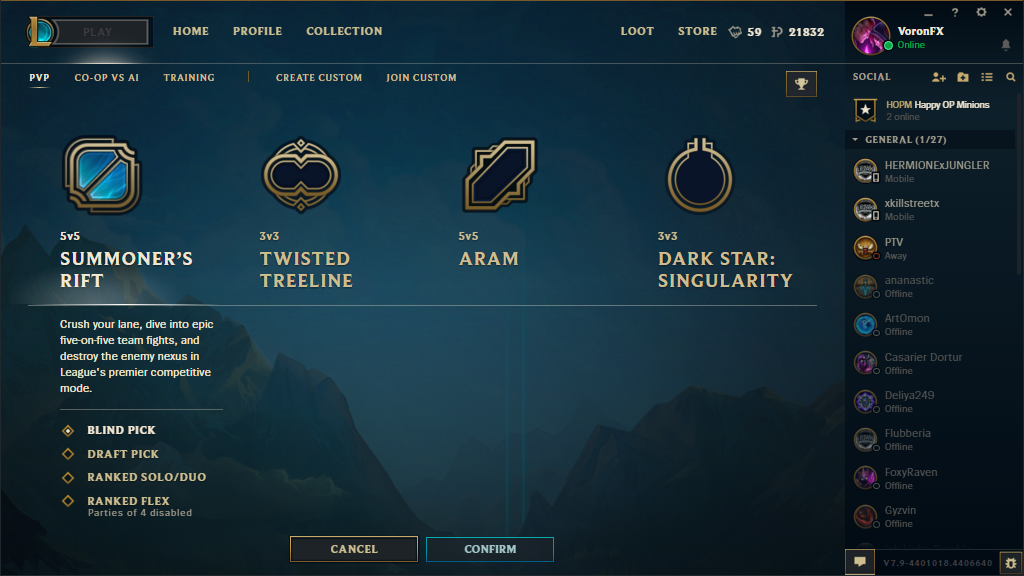 PLAY
HOME
PROFILE
COLLECTION
LOOT
STORE
59
21832
?
VoronFX
Online
PVP
CO-OP VS AI
TRAINING
CREATE CUSTOM
JOIN CUSTOM
SOCIAL
HOPM Happy OP Minions
2 online
GENERAL (1/27)
HERMIONExJUNGLER
Mobile
xkillstreetx
Mobile
PTV
Away
ananastic
Offline
ArtOmon
Offline
Casarier Dortur
Offline
Deliya249
Offline
Flubberia
Offline
FoxyRaven
Offline
Gyzvin
Offline
5v5
SUMMONER'S
RIFT
3v3
TWISTED
TREELINE
5v5
ARAM
3v3
DARK STAR:
SINGULARITY
Crush your lane, dive into epic
five-on-five team fights, and
destroy the enemy nexus in
League's premier competitive
mode.
BLIND PICK
DRAFT PICK
RANKED SOLO/DUO
RANKED FLEX
Parties of 4 disabled
CANCEL
CONFIRM
V7.9-4401018.4406640